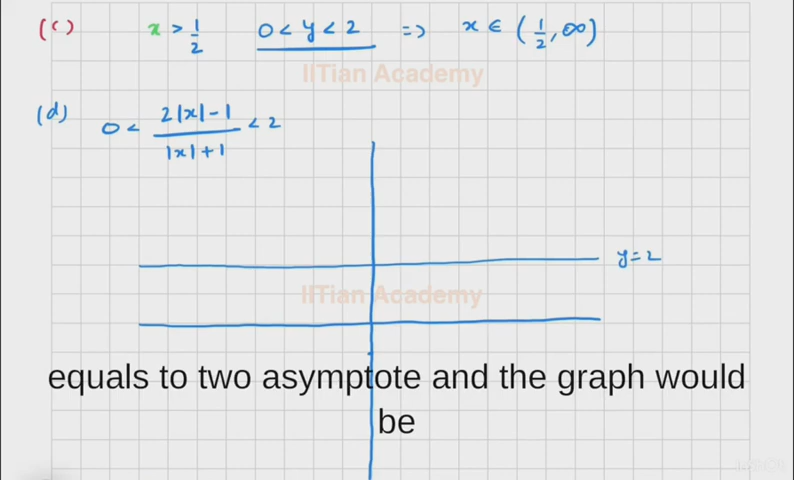 (c) x > 1/2 0 < y < 2 => x ∈ (1/2, ∞)
IITian Academy
(d) 0 < (2|x| - 1)/(|x| + 1) < 2
y = 2
IITian Academy
equals to two asymptote and the graph would
be